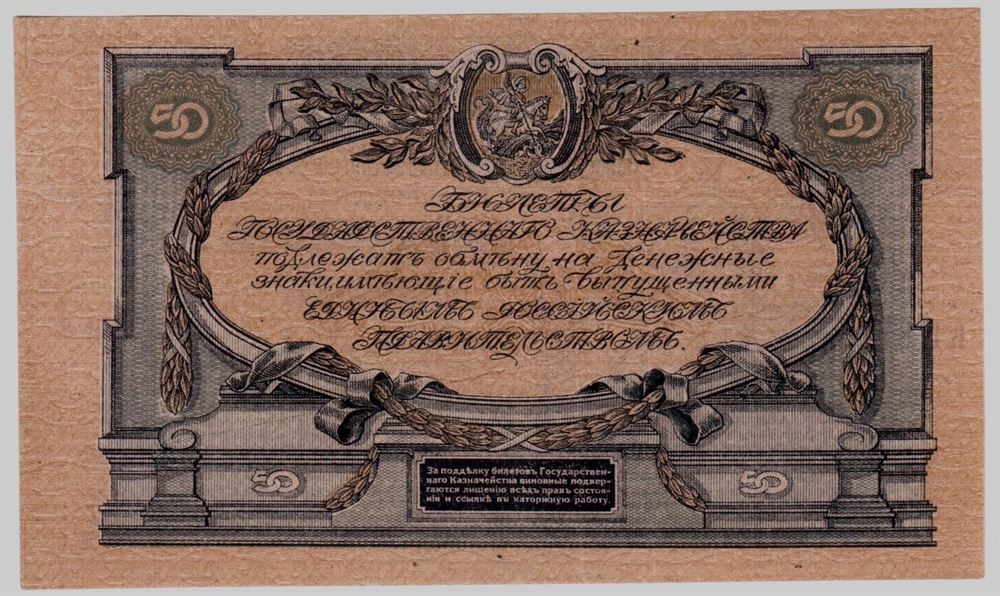 50 50
БИЛЕТЫ
ГОСУДАРСТВЕННАГО КАЗНАЧЕЙСТВА
подлежатъ обмѣну на Денежные
знаки, имѣющіе быть выпущенными
ЕДИНЫМЪ РОССІЙСКИМЪ
ПРАВИТЕЛЬСТВОМЪ.
50 50
За поддѣлку билетовъ Государствен-
наго Казначейства виновные подвер-
гаются лишенію всѣхъ правъ состоя-
нія и ссылкѣ въ каторжную работу.